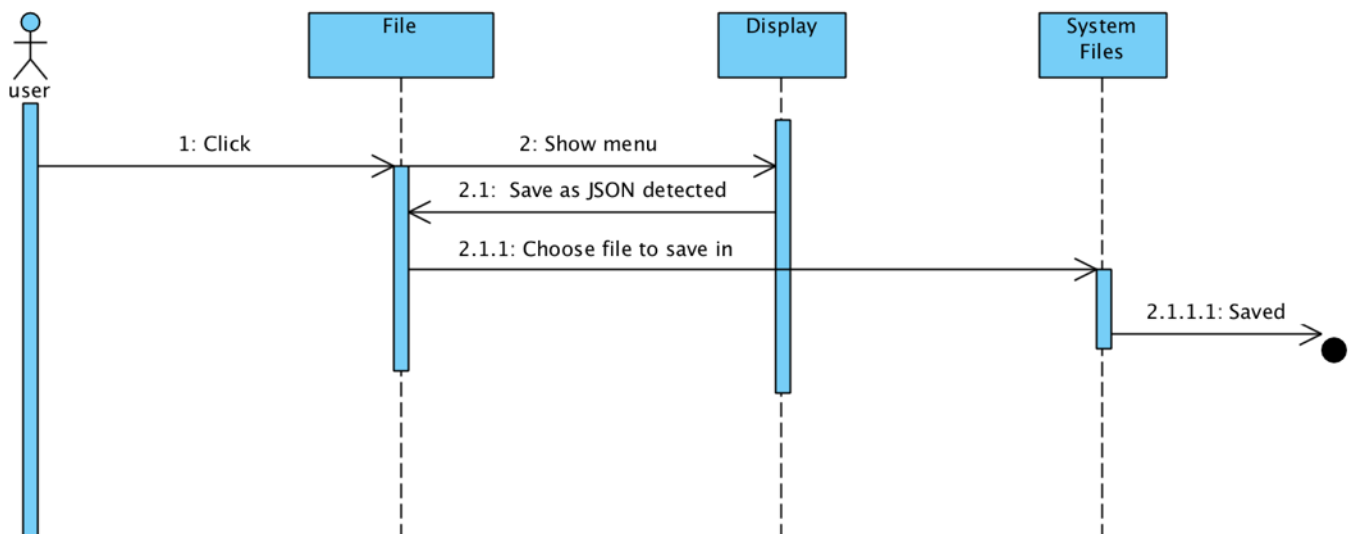 File
Display
System
Files
user
1: Click
2: Show menu
2.1:  Save as JSON detected
2.1.1: Choose file to save in
2.1.1.1: Saved